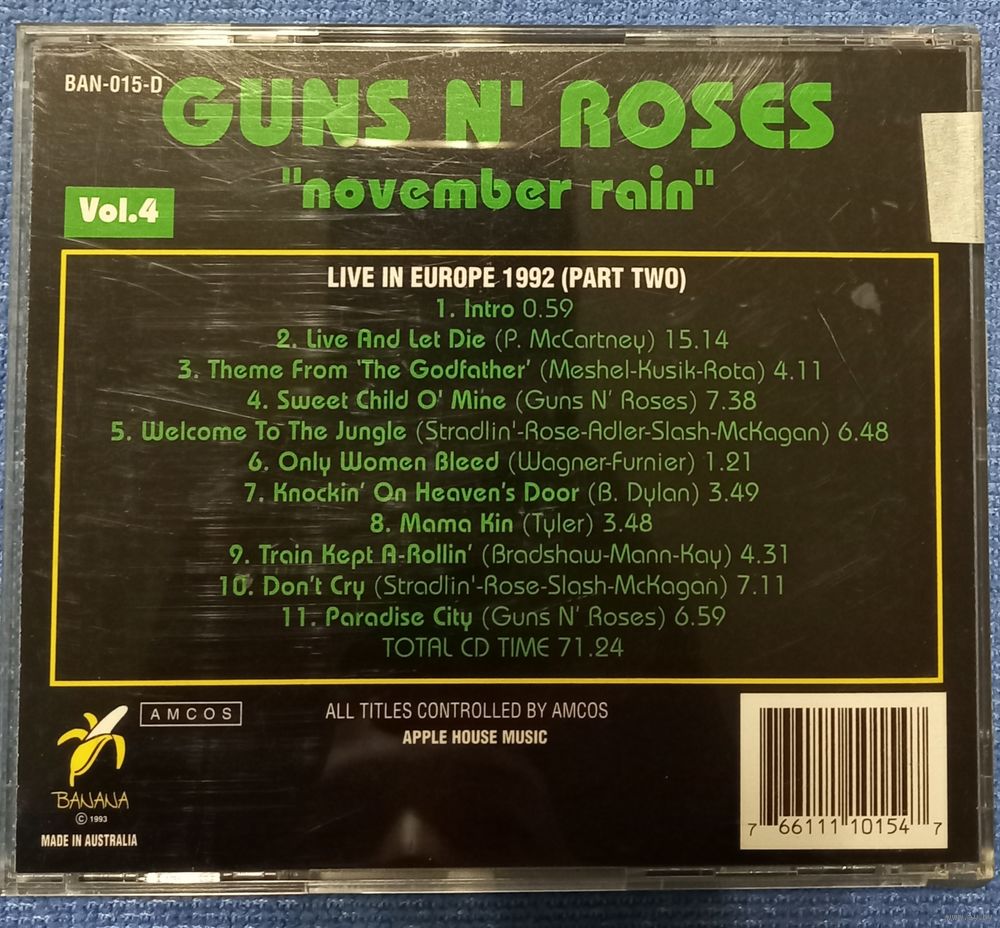 BAN-015-D
GUNS N' ROSES
"november rain"
Vol.4
LIVE IN EUROPE 1992 (PART TWO)
1. Intro 0.59
2. Live And Let Die (P. McCartney) 15.14
3. Theme From 'The Godfather' (Meshel-Kusik-Rota) 4.11
4. Sweet Child O' Mine (Guns N' Roses) 7.38
5. Welcome To The Jungle (Stradlin'-Rose-Adler-Slash-McKagan) 6.48
6. Only Women Bleed (Wagner-Furnier) 1.21
7. Knockin' On Heaven's Door (B. Dylan) 3.49
8. Mama Kin (Tyler) 3.48
9. Train Kept A-Rollin' (Bradshaw-Mann-Kay) 4.31
10. Don't Cry (Stradlin'-Rose-Slash-McKagan) 7.11
11. Paradise City (Guns N' Roses) 6.59
TOTAL CD TIME 71.24
AMCOS
ALL TITLES CONTROLLED BY AMCOS
APPLE HOUSE MUSIC
BANANA
© 1993
MADE IN AUSTRALIA
7 66111 10154 7